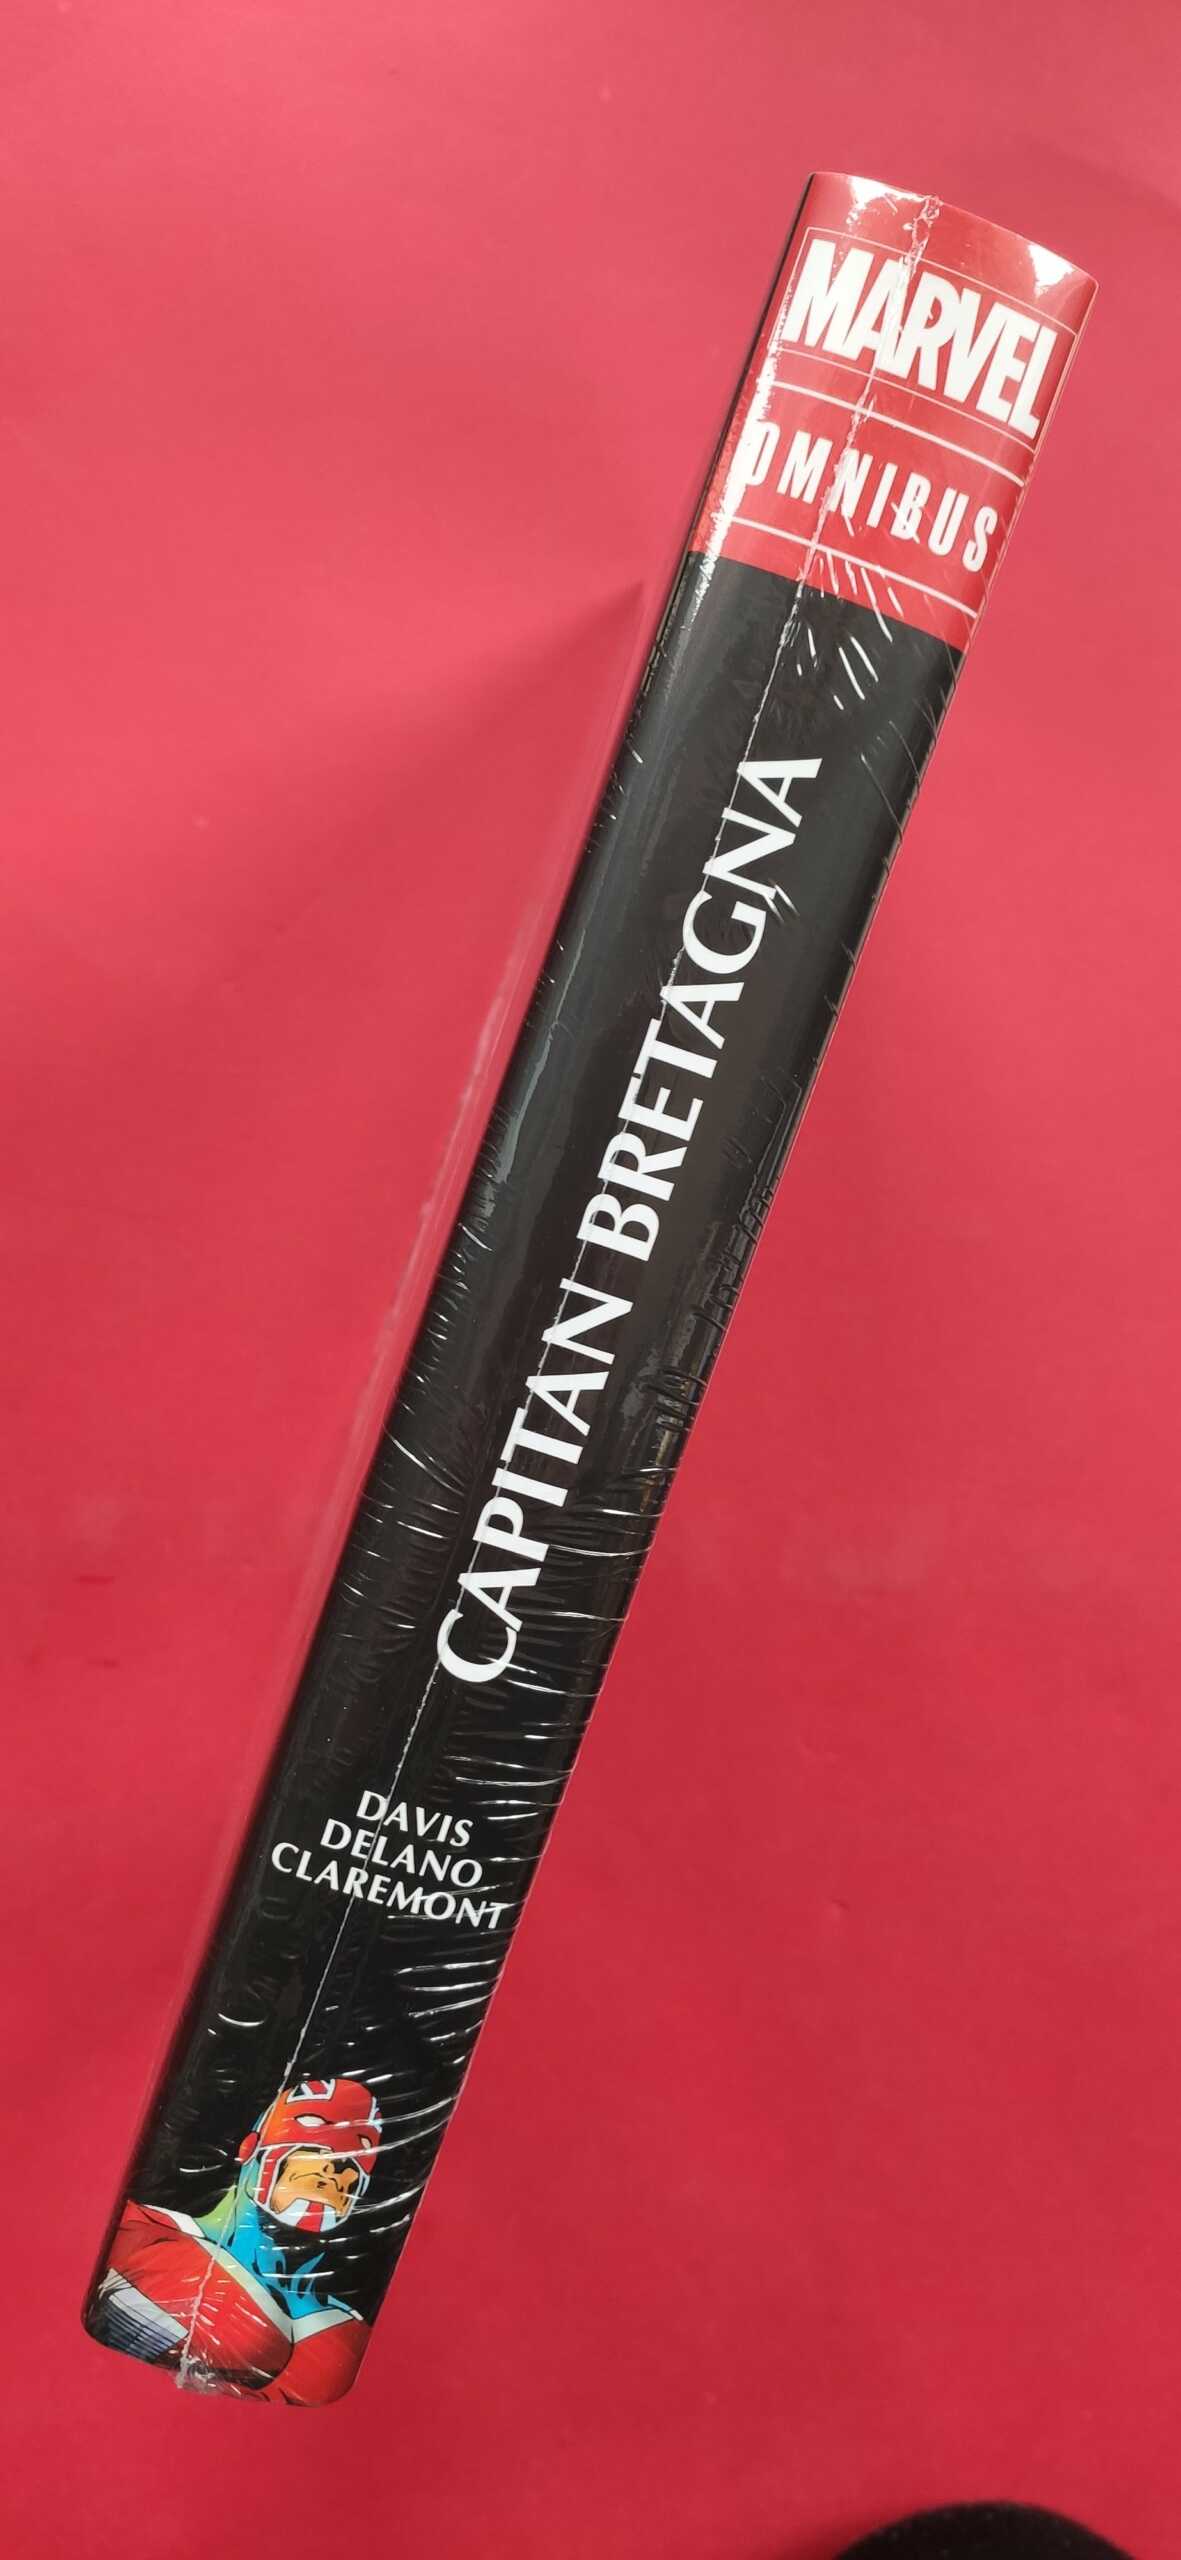 MARVEL
OMNIBUS
CAPITAN BRETAGNA
DAVIS
DELANO
CLAREMONT